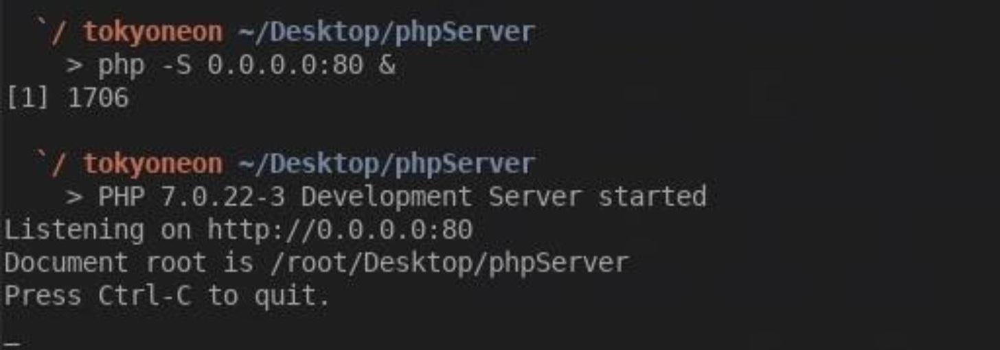 `/ tokyoneon ~/Desktop/phpServer
> php -S 0.0.0.0:80 &
[1] 1706
`/ tokyoneon ~/Desktop/phpServer
> PHP 7.0.22-3 Development Server started
Listening on http://0.0.0.0:80
Document root is /root/Desktop/phpServer
Press Ctrl-C to quit.
_